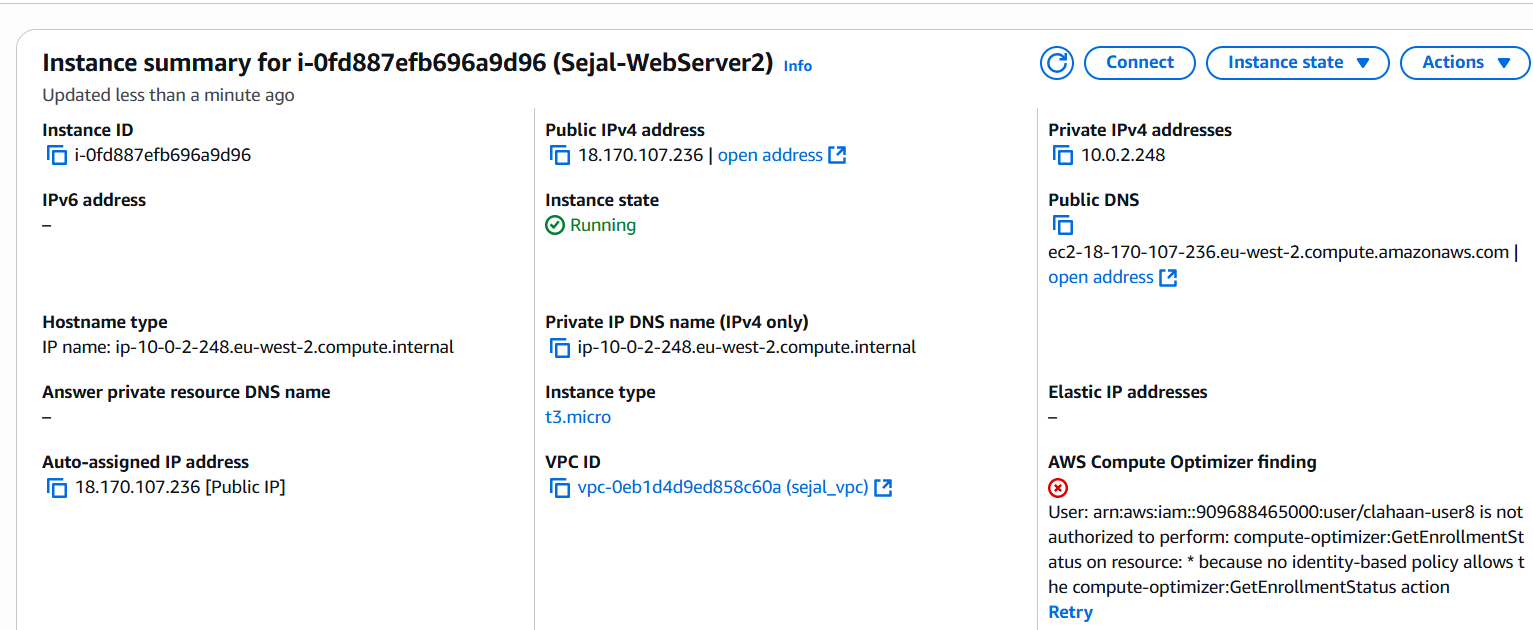 Instance summary for i-0fd887efb696a9d96 (Sejal-WebServer2) Info
Connect
Instance state
Actions
Updated less than a minute ago
Instance ID
i-0fd887efb696a9d96
Public IPv4 address
18.170.107.236 | open address
Private IPv4 addresses
10.0.2.248
IPv6 address
–
Instance state
Running
Public DNS
ec2-18-170-107-236.eu-west-2.compute.amazonaws.com |
open address
Hostname type
IP name: ip-10-0-2-248.eu-west-2.compute.internal
Private IP DNS name (IPv4 only)
ip-10-0-2-248.eu-west-2.compute.internal
Answer private resource DNS name
–
Instance type
t3.micro
Elastic IP addresses
–
Auto-assigned IP address
18.170.107.236 [Public IP]
VPC ID
vpc-0eb1d4d9ed858c60a (sejal_vpc)
AWS Compute Optimizer finding
User: arn:aws:iam::909688465000:user/clahaan-user8 is not
authorized to perform: compute-optimizer:GetEnrollmentSt
atus on resource: * because no identity-based policy allows t
he compute-optimizer:GetEnrollmentStatus action
Retry